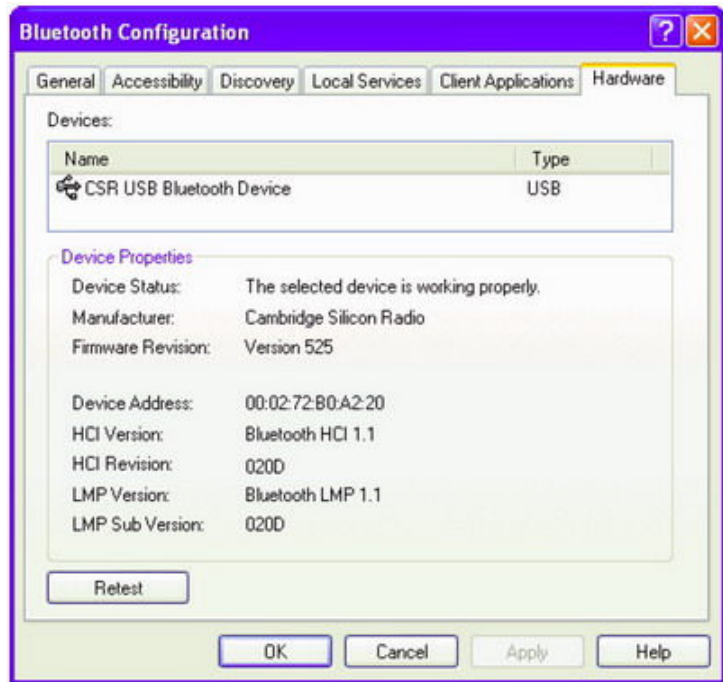 Bluetooth Configuration
General Accessibility Discovery Local Services Client Applications Hardware
Devices:
Name Type
CSR USB Bluetooth Device USB
Device Properties
Device Status: The selected device is working properly.
Manufacturer: Cambridge Silicon Radio
Firmware Revision: Version 525
Device Address: 00:02:72:B0:A2:20
HCI Version: Bluetooth HCI 1.1
HCI Revision: 020D
LMP Version: Bluetooth LMP 1.1
LMP Sub Version: 020D
Retest
OK Cancel Apply Help